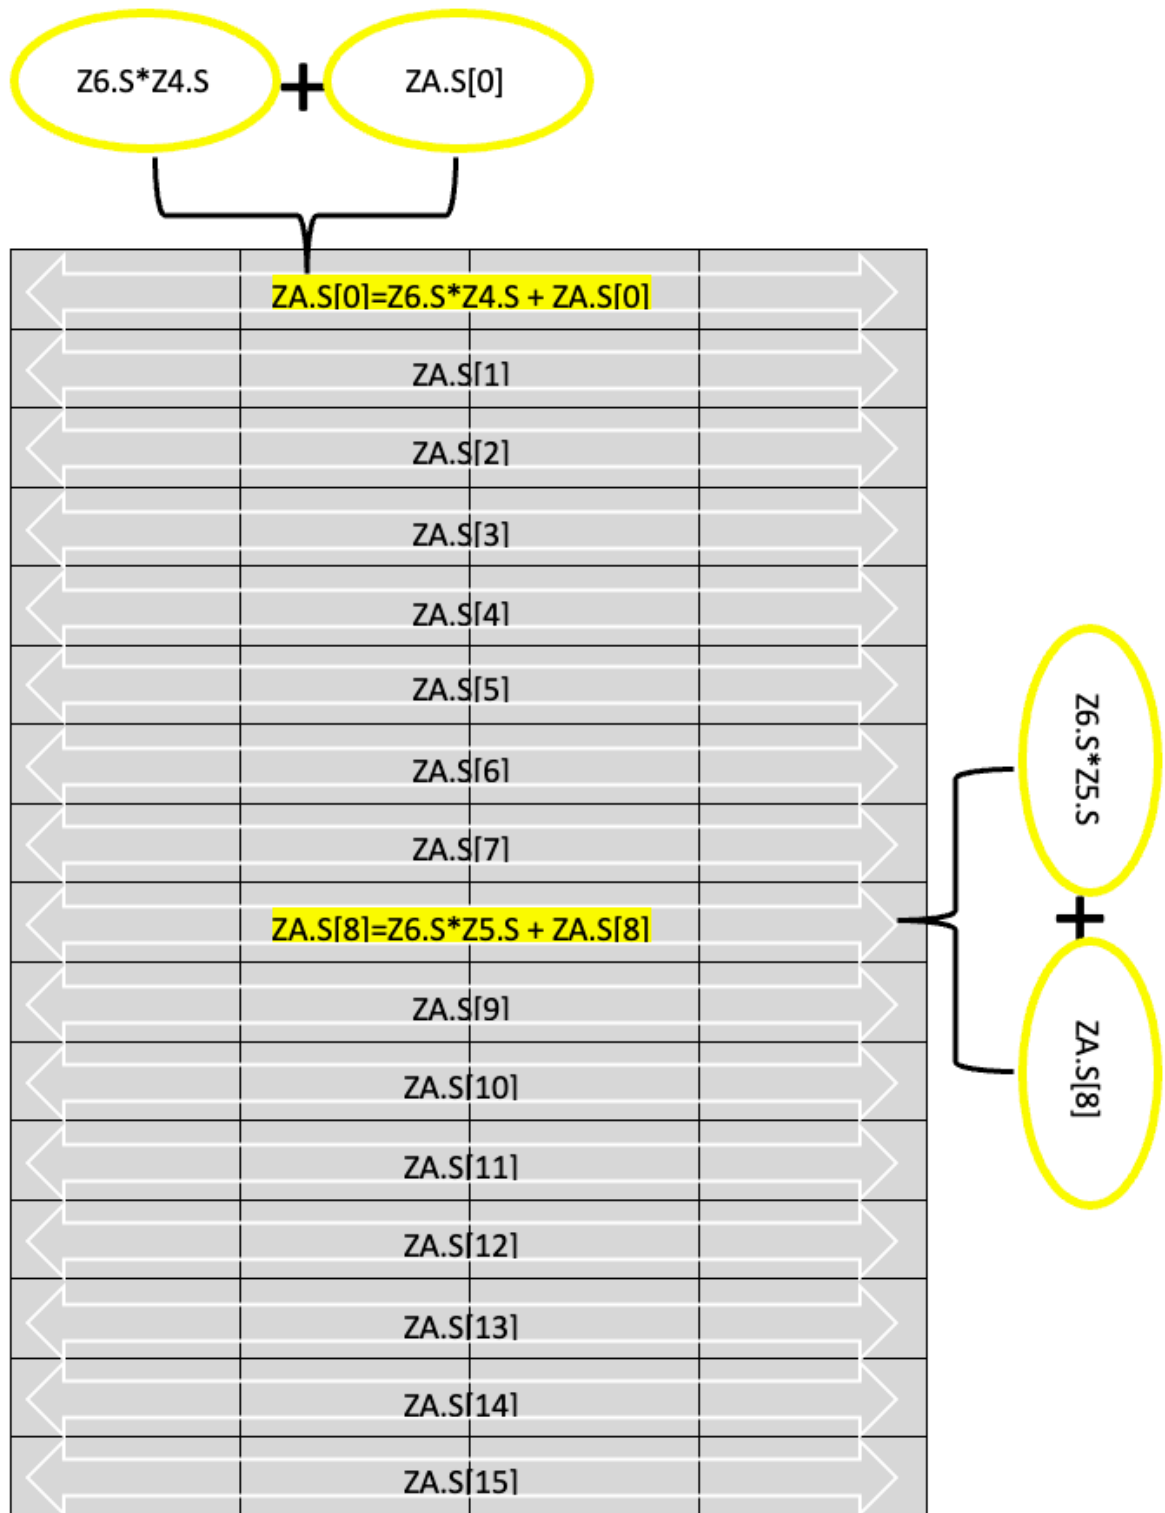 Z6.S*Z4.S
+
ZA.S[0]
ZA.S[0]=Z6.S*Z4.S + ZA.S[0]
ZA.S[1]
ZA.S[2]
ZA.S[3]
ZA.S[4]
ZA.S[5]
ZA.S[6]
ZA.S[7]
ZA.S[8]=Z6.S*Z5.S + ZA.S[8]
ZA.S[9]
ZA.S[10]
ZA.S[11]
ZA.S[12]
ZA.S[13]
ZA.S[14]
ZA.S[15]
Z6.S*Z5.S
+
ZA.S[8]